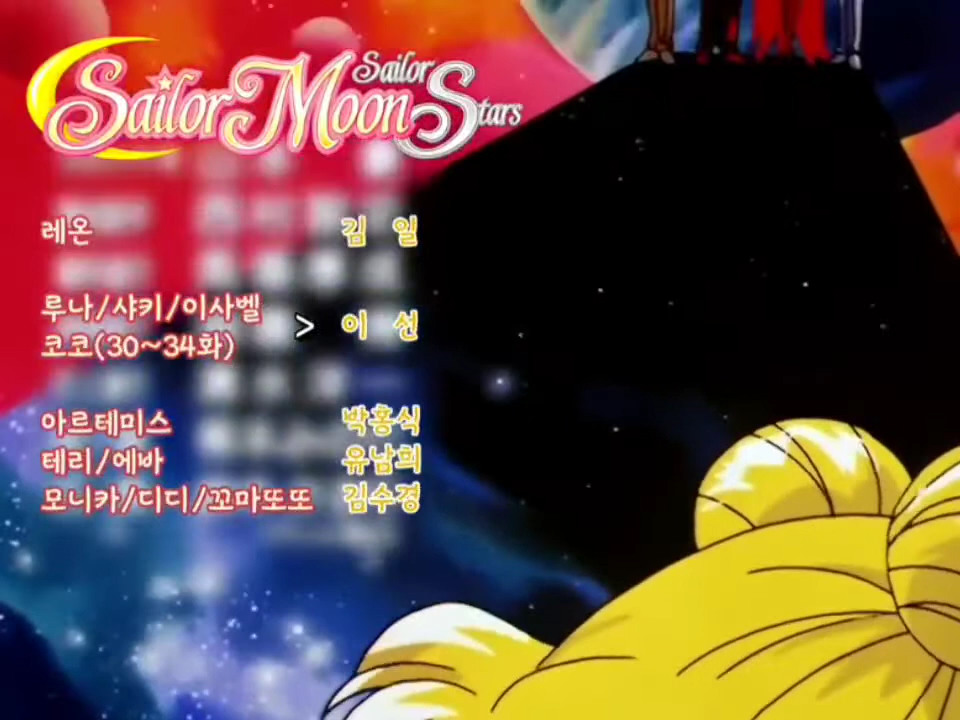 Sailor Moon Sailor Stars
레온 김 일
루나/샤키/이사벨
코코(30~34화) > 이 선
아르테미스 박홍식
테리/에바 유남희
모니카/디디/꼬마또또 김수경